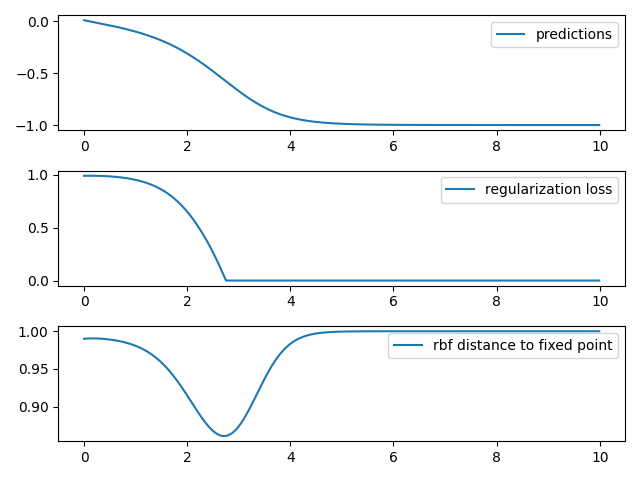 0.0
−0.5
−1.0
predictions
0 2 4 6 8 10
1.0
0.5
0.0
regularization loss
0 2 4 6 8 10
1.00
0.95
0.90
rbf distance to fixed point
0 2 4 6 8 10